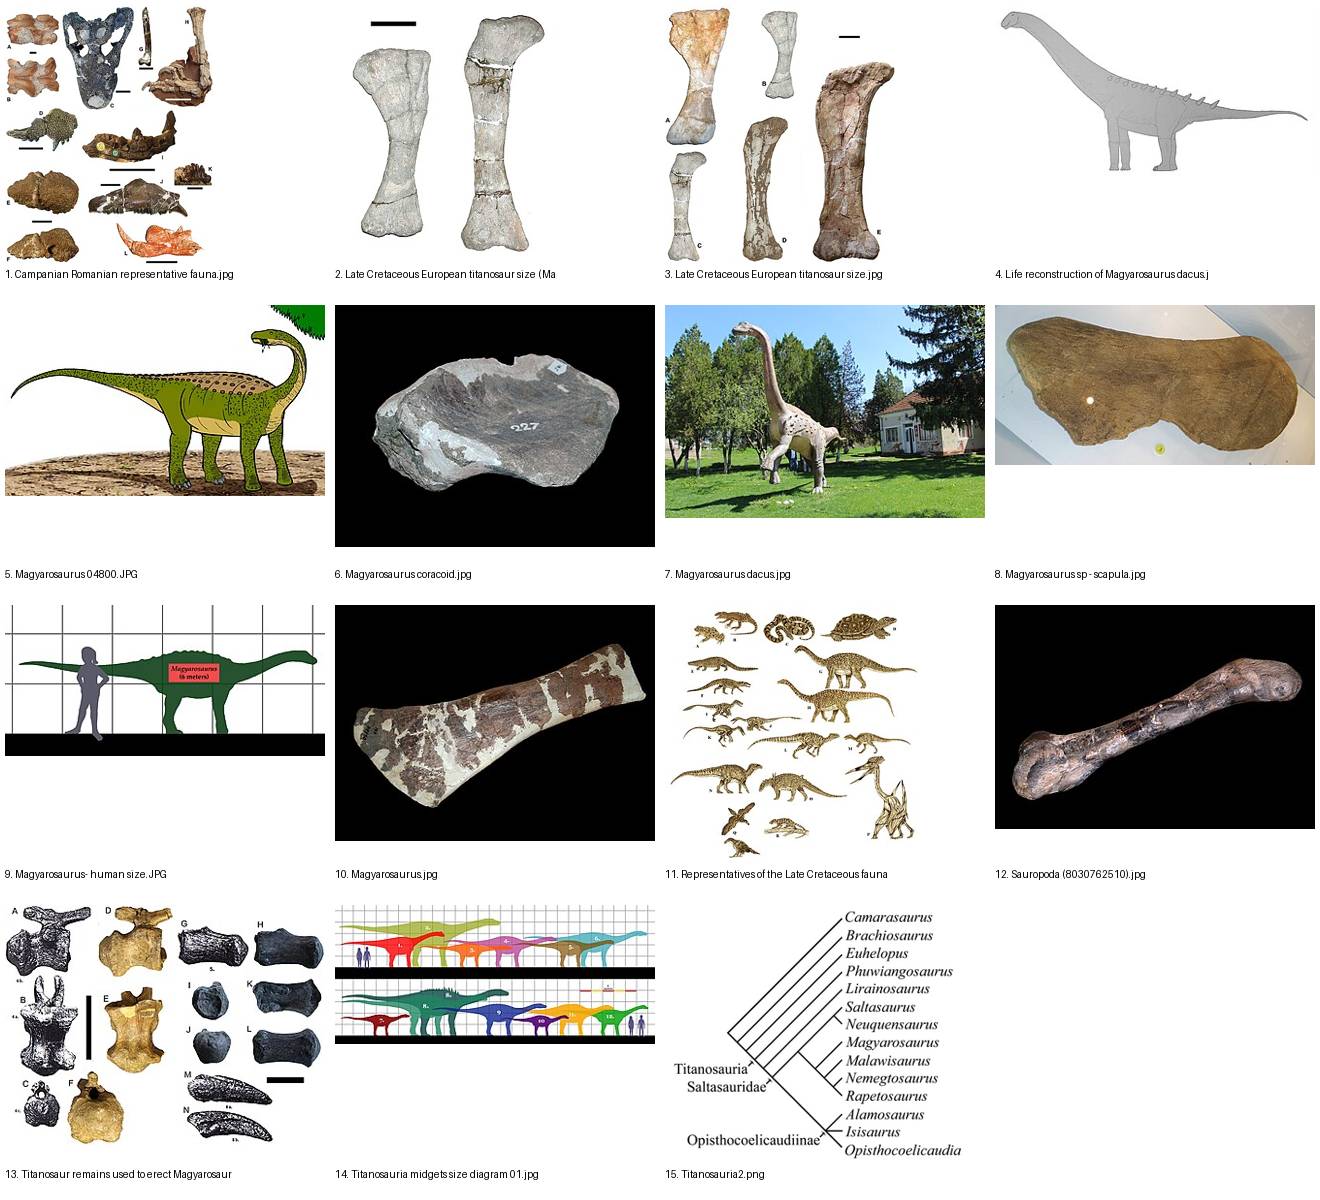 A
B
C
D
E
F
G
H
I
J
K
L
1. Campanian Romanian representative fauna.jpg
2. Late Cretaceous European titanosaur size (Ma
A
B
C
D
E
3. Late Cretaceous European titanosaur size.jpg
4. Life reconstruction of Magyarosaurus dacus.j
5. Magyarosaurus 04800.JPG
227
6. Magyarosaurus coracoid.jpg
7. Magyarosaurus dacus.jpg
8. Magyarosaurus sp - scapula.jpg
Magyarosaurus
(6 meters)
9. Magyarosaurus- human size.JPG
10. Magyarosaurus.jpg
11. Representatives of the Late Cretaceous fauna
12. Sauropoda (8030762510).jpg
A
D
G
H
B
E
I
K
J
L
C
F
M
N
13. Titanosaur remains used to erect Magyarosaur
14. Titanosauria midgets size diagram 01.jpg
Camarasaurus
Brachiosaurus
Euhelopus
Phuwiangosaurus
Lirainosaurus
Saltasaurus
Neuquensaurus
Magyarosaurus
Malawisaurus
Nemegtosaurus
Rapetosaurus
Alamosaurus
Isisaurus
Opisthocoelicaudia
Titanosauria
Saltasauridae
Opisthocoelicaudiinae
15. Titanosauria2.png